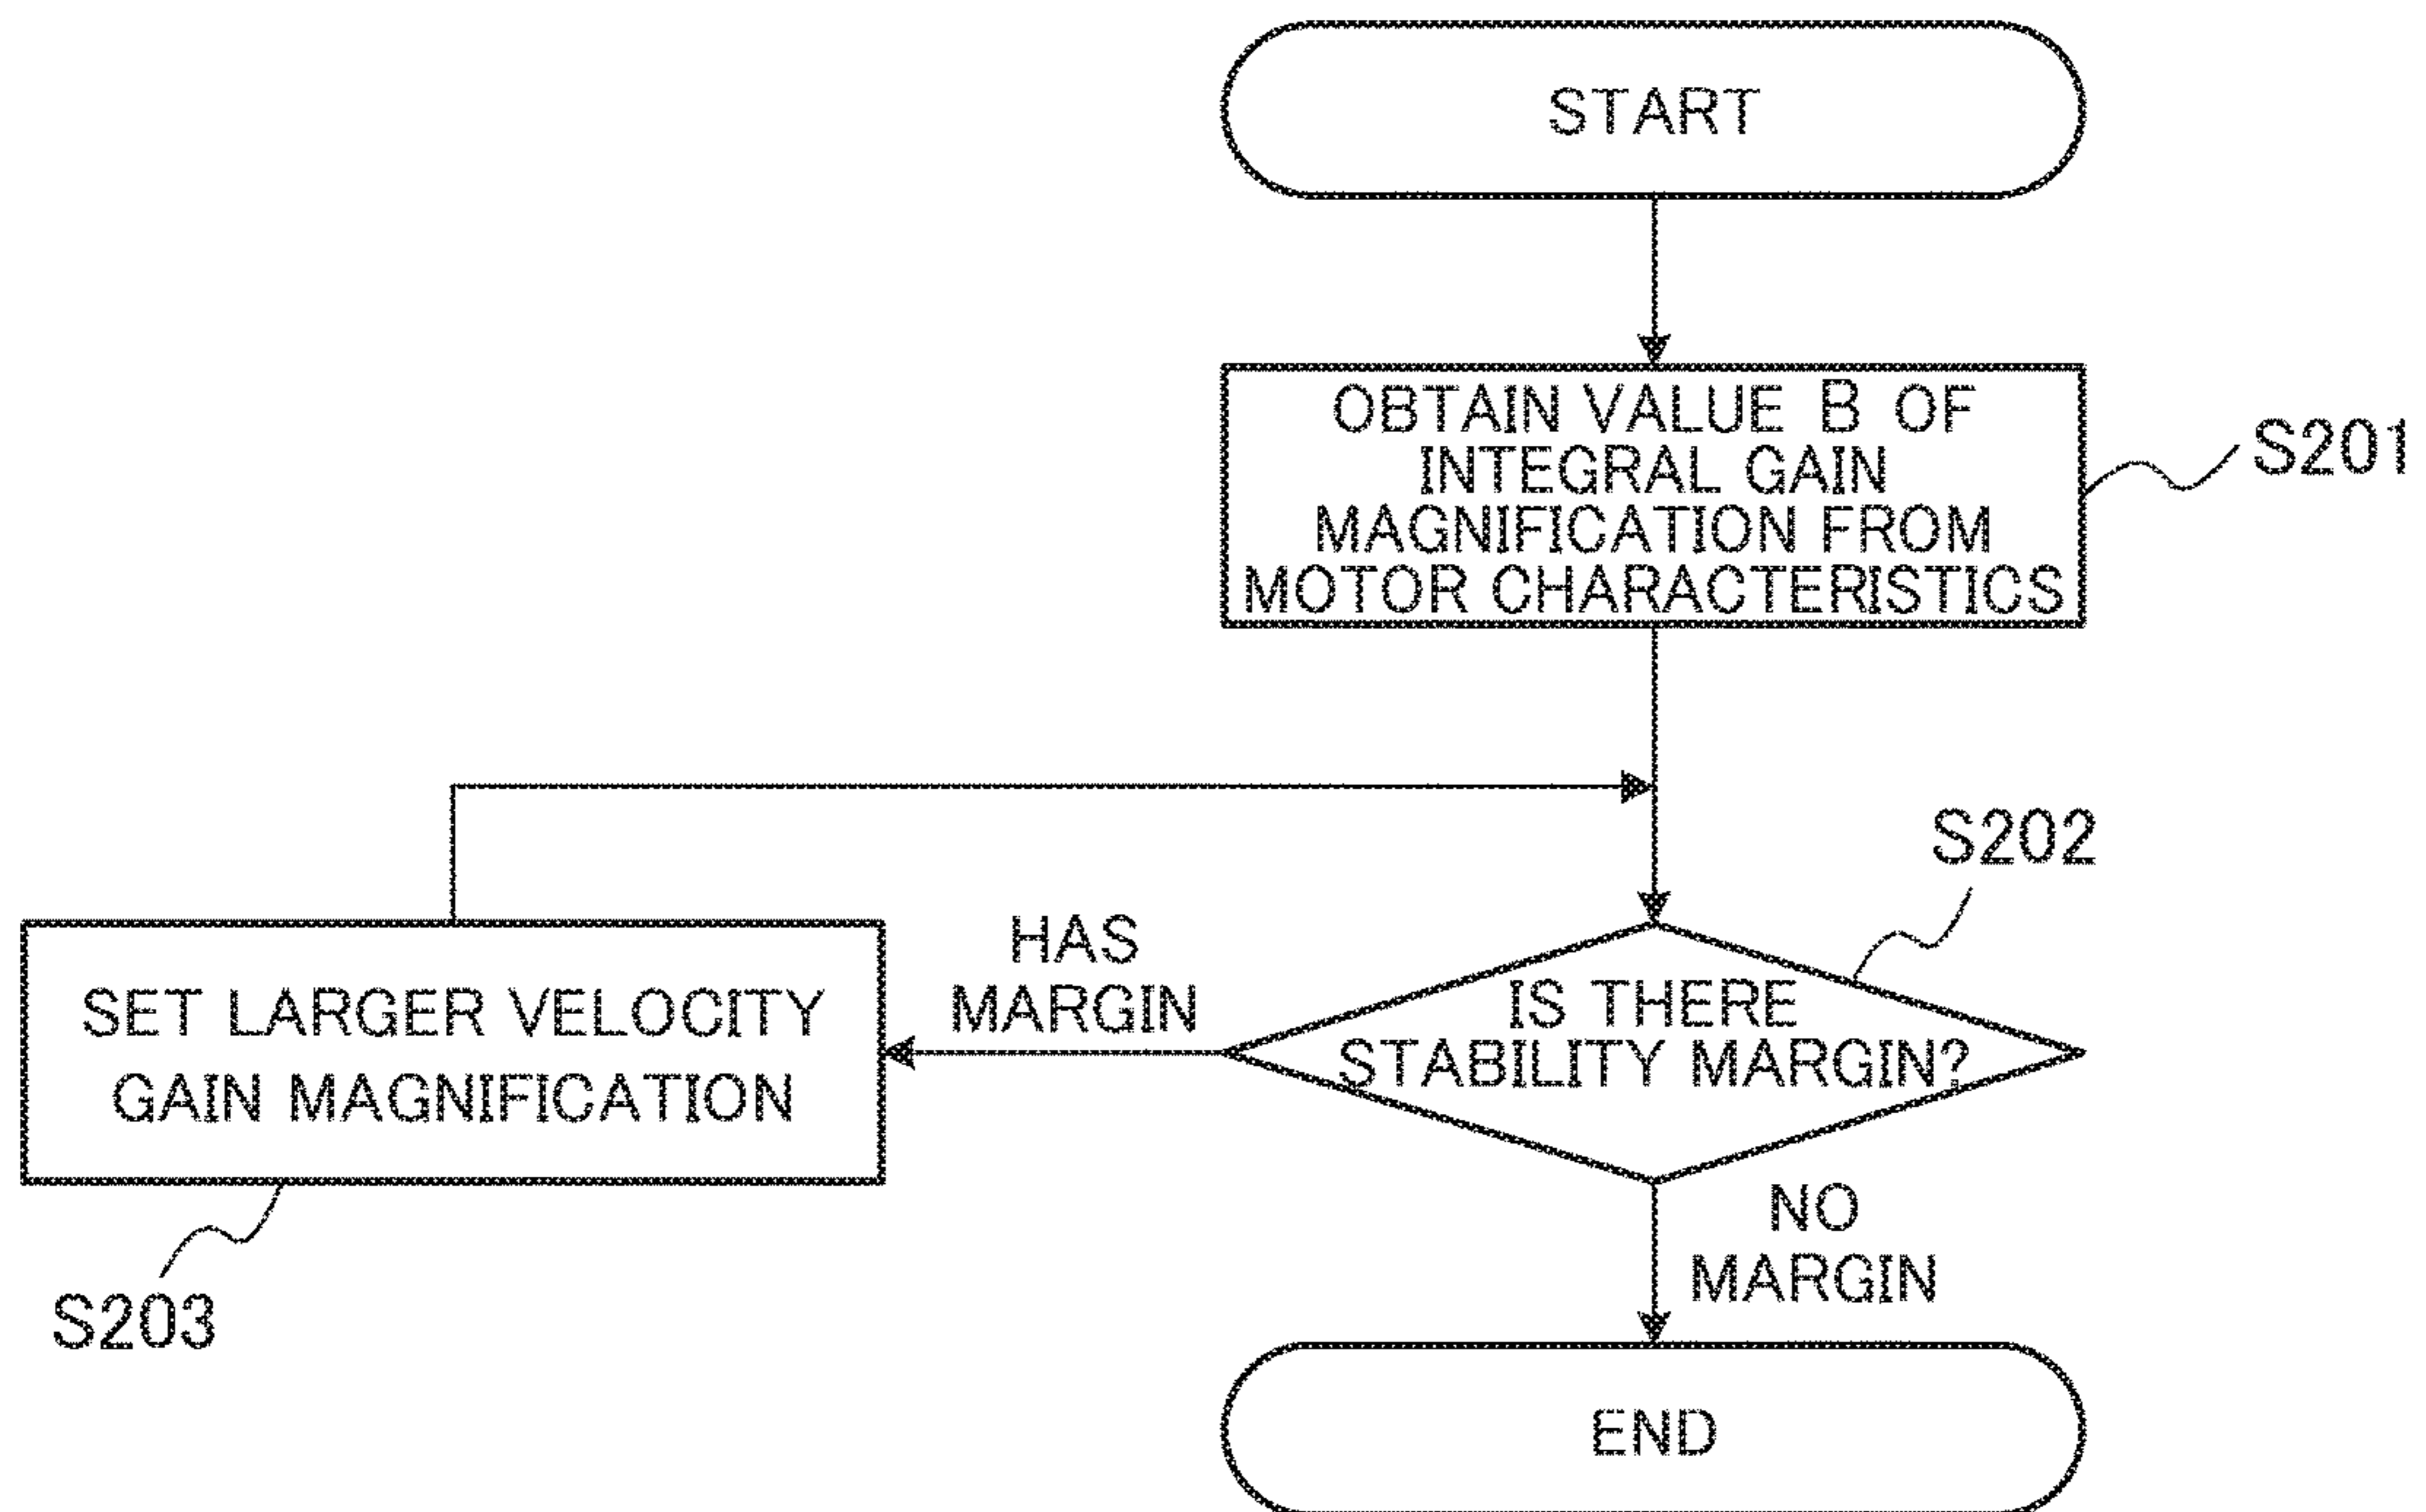 START
OBTAIN VALUE B OF
INTEGRAL GAIN
MAGNIFICATION FROM
MOTOR CHARACTERISTICS
S201
S202
IS THERE
STABILITY MARGIN?
HAS
MARGIN
SET LARGER VELOCITY
GAIN MAGNIFICATION
S203
NO
MARGIN
END